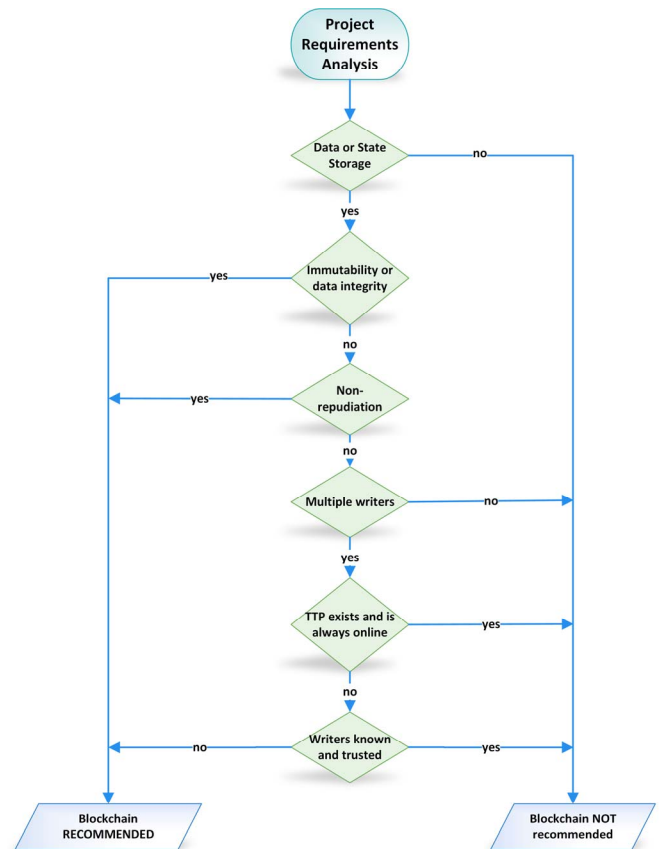 Project
Requirements
Analysis
Data or State
Storage
no
yes
Immutability or
data integrity
yes
no
Non-
repudiation
yes
no
Multiple writers
no
yes
TTP exists and is
always online
yes
no
Writers known
and trusted
no
yes
Blockchain
RECOMMENDED
Blockchain NOT
recommended